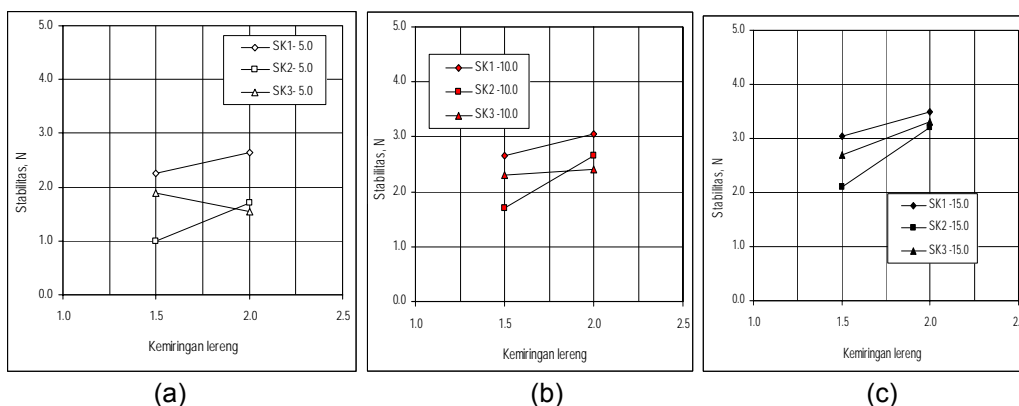 5.0
4.0
3.0
2.0
1.0
0.0
Stabilitas, N
SK1- 5.0
SK2- 5.0
SK3- 5.0
1.0 1.5 2.0 2.5
Kemiringan lereng
(a)
5.0
4.0
3.0
2.0
1.0
0.0
Stabilitas, N
SK1 -10.0
SK2 -10.0
SK3 -10.0
1.0 1.5 2.0 2.5
Kemiringan lereng
(b)
5.0
4.0
3.0
2.0
1.0
0.0
Stabilitas, N
SK1 -15.0
SK2 -15.0
SK3 -15.0
1.0 1.5 2.0 2.5
Kemiringan lereng
(c)